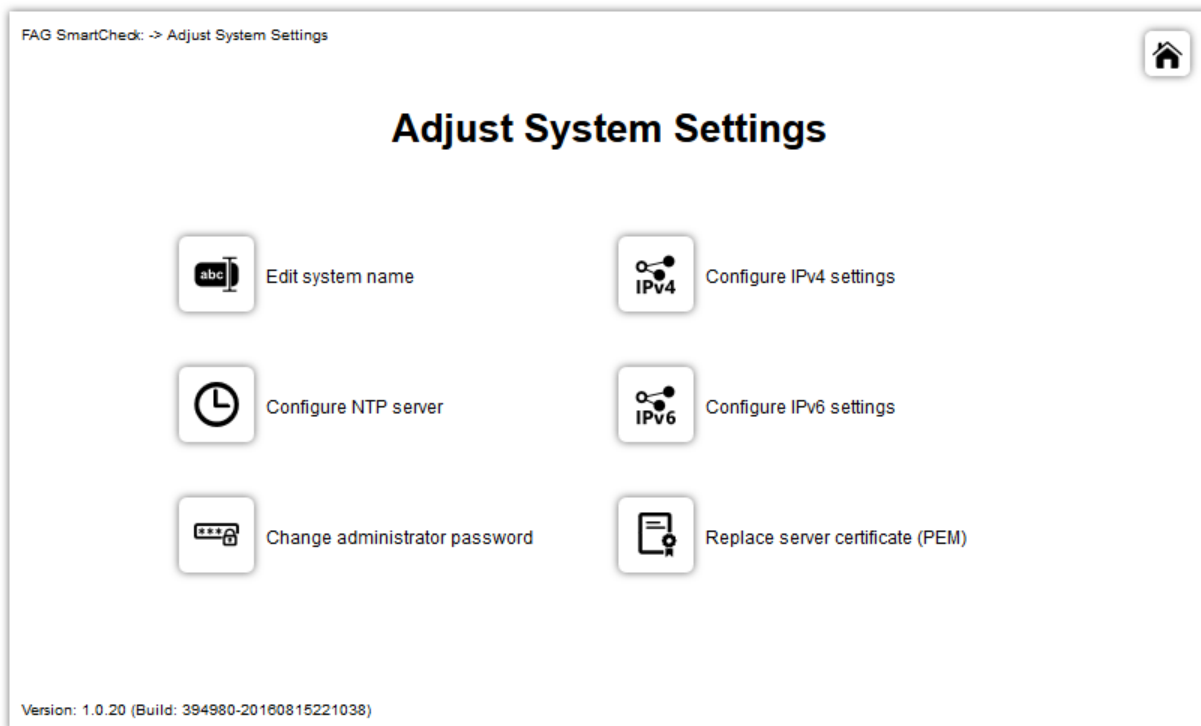 FAG SmartCheck: -> Adjust System Settings
Adjust System Settings
abc
Edit system name
IPv4
Configure IPv4 settings
Configure NTP server
IPv6
Configure IPv6 settings
***
Change administrator password
Replace server certificate (PEM)
Version: 1.0.20 (Build: 394980-20160815221038)